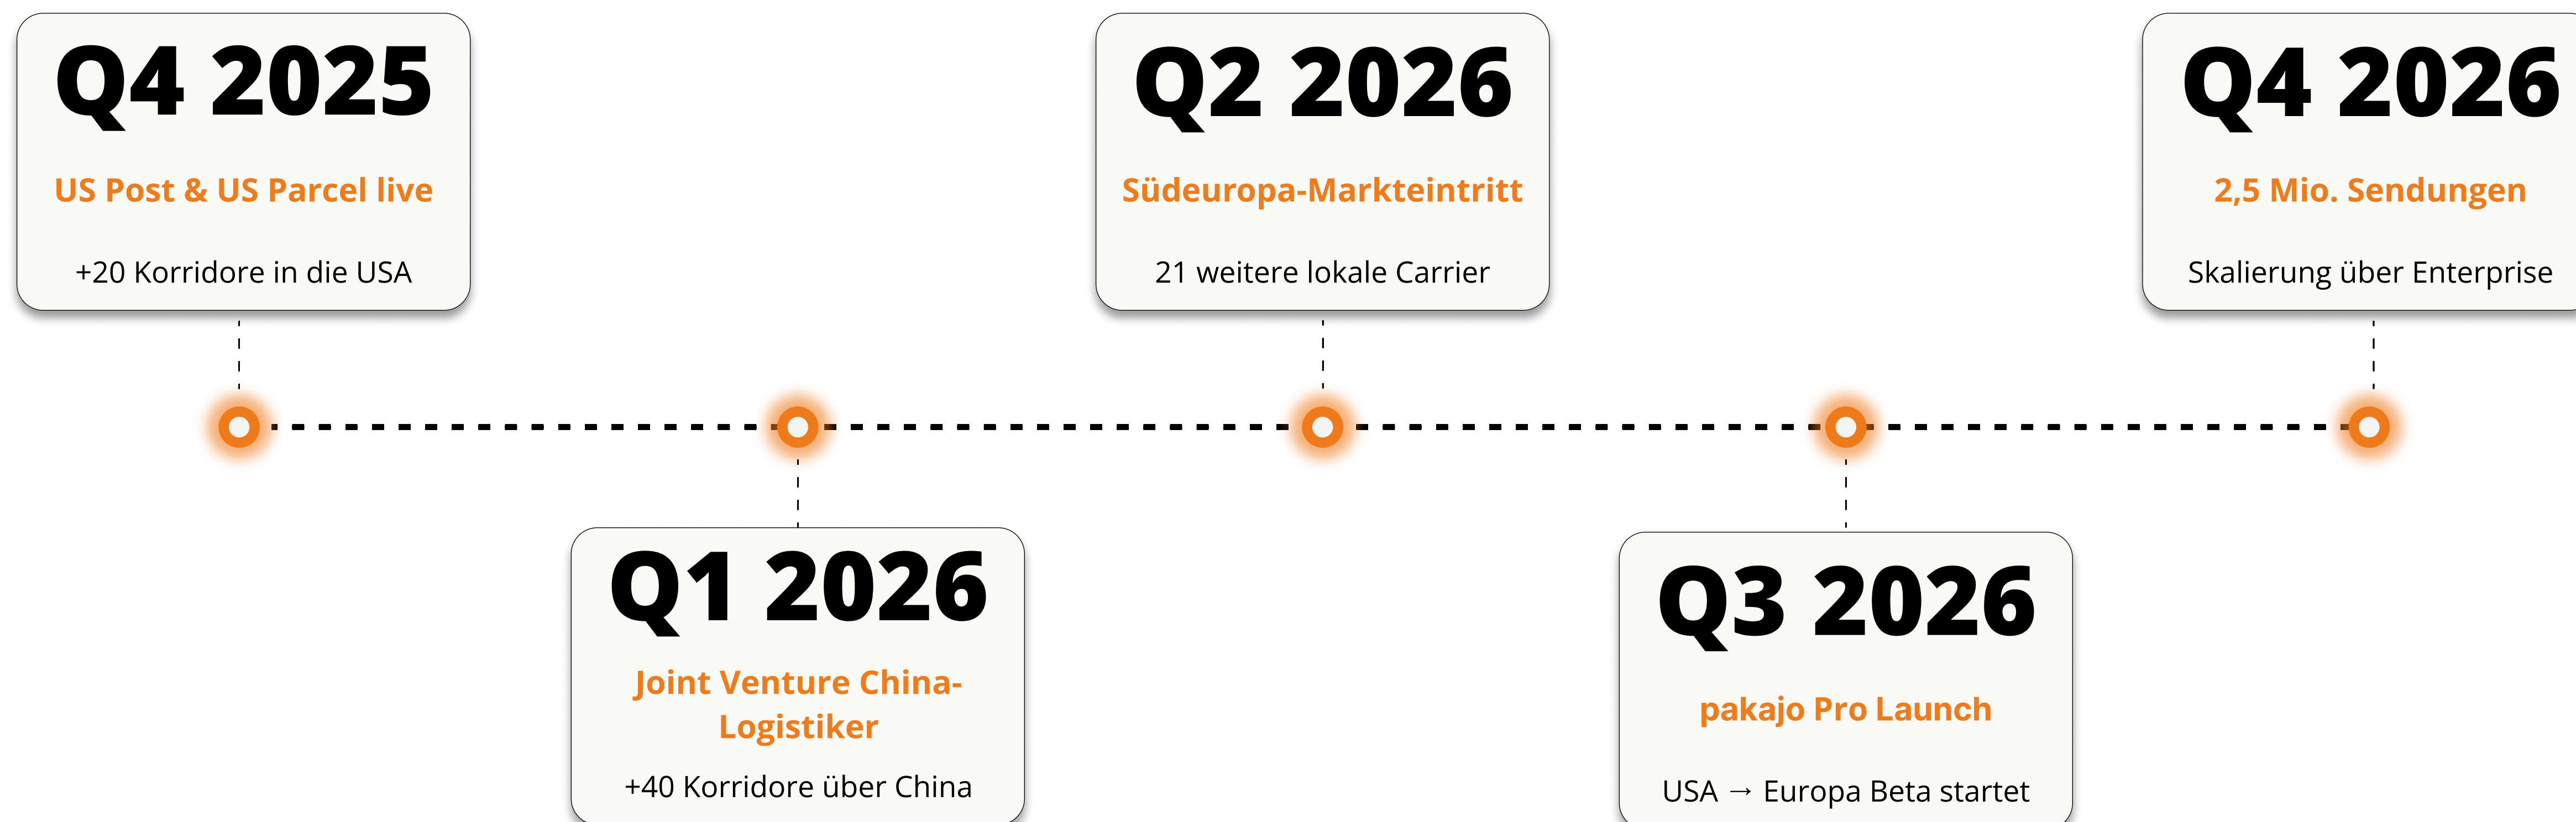 Q4 2025
US Post & US Parcel live
+20 Korridore in die USA
Q1 2026
Joint Venture China-
Logistiker
+40 Korridore über China
Q2 2026
Südeuropa-Markteintritt
21 weitere lokale Carrier
Q3 2026
pakajo Pro Launch
USA → Europa Beta startet
Q4 2026
2,5 Mio. Sendungen
Skalierung über Enterprise